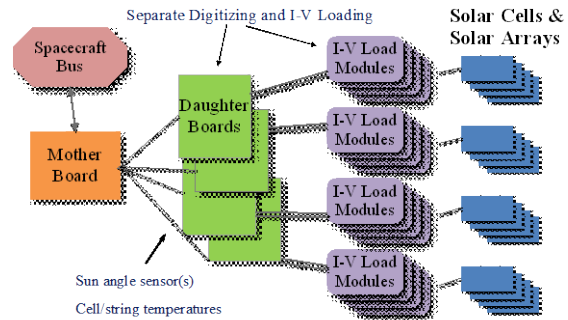 Separate Digitizing and I-V Loading
Solar Cells &
Solar Arrays
Spacecraft
Bus
Mother
Board
Daughter
Boards
I-V Load
Modules
I-V Load
Modules
I-V Load
Modules
I-V Load
Modules
Sun angle sensor(s)
Cell/string temperatures